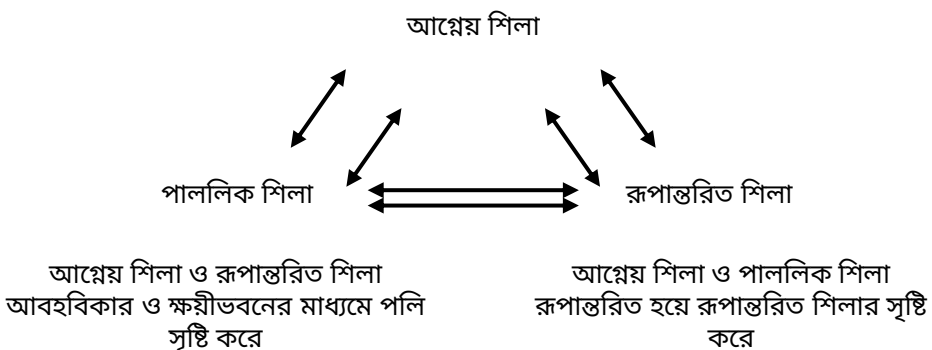 আগ্নেয় শিলা
পাললিক শিলা
রূপান্তরিত শিলা
আগ্নেয় শিলা ও রূপান্তরিত শিলা
আবহবিকার ও ক্ষয়ীভবনের মাধ্যমে পলি
সৃষ্টি করে
আগ্নেয় শিলা ও পাললিক শিলা
রূপান্তরিত হয়ে রূপান্তরিত শিলার সৃষ্টি
করে